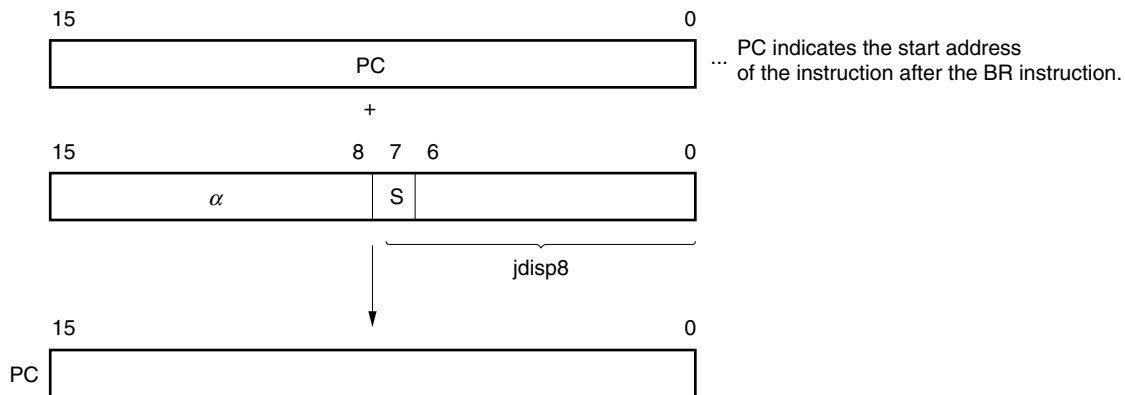 15 0
PC
... PC indicates the start address
of the instruction after the BR instruction.
+
15 8 7 6 0
α S
jdisp8
15 0
PC